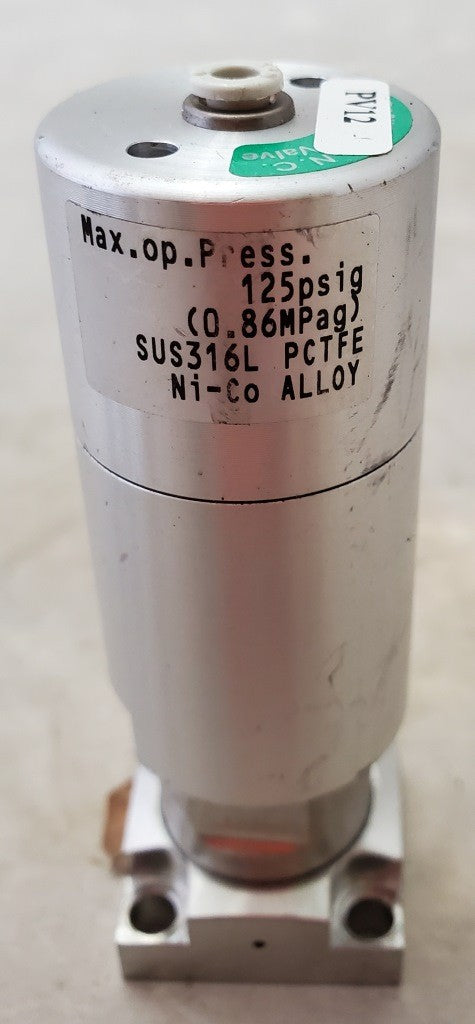 PV12
N.C.
Valve
Max.op.Press.
125psig
(0.86MPag)
SUS316L PCTFE
Ni-Co ALLOY